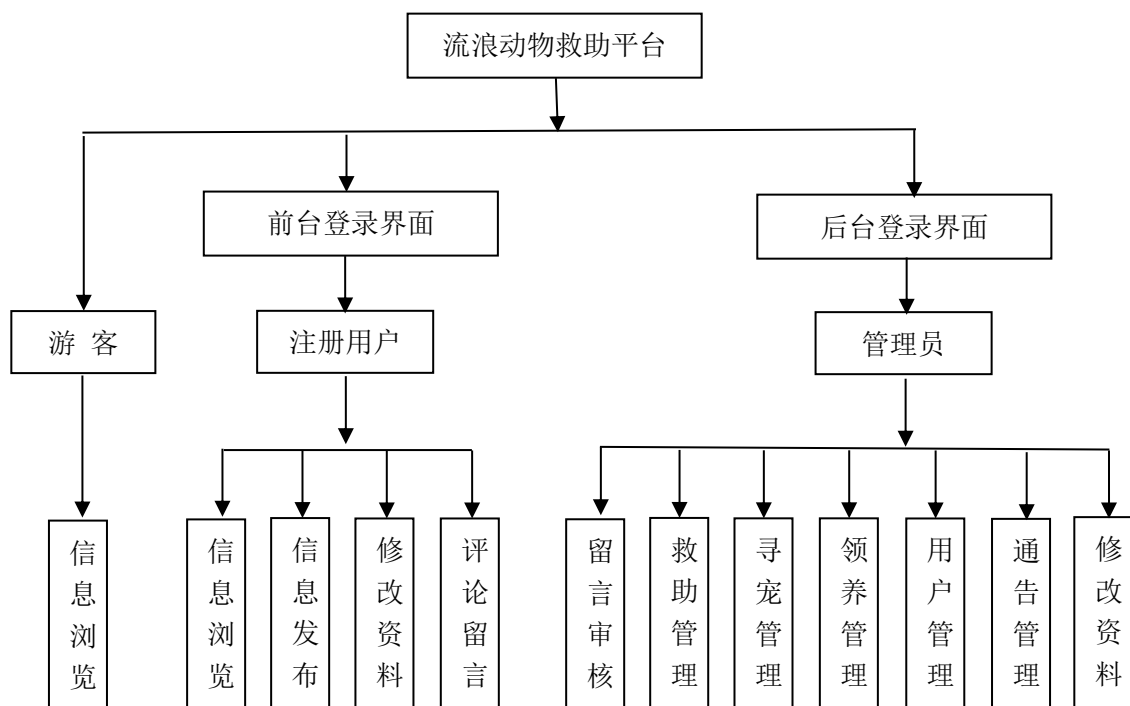 流浪动物救助平台
前台登录界面
后台登录界面
游 客
注册用户
管理员
信息浏览
信息浏览
信息发布
修改资料
评论留言
留言审核
救助管理
寻宠管理
领养管理
用户管理
通告管理
修改资料